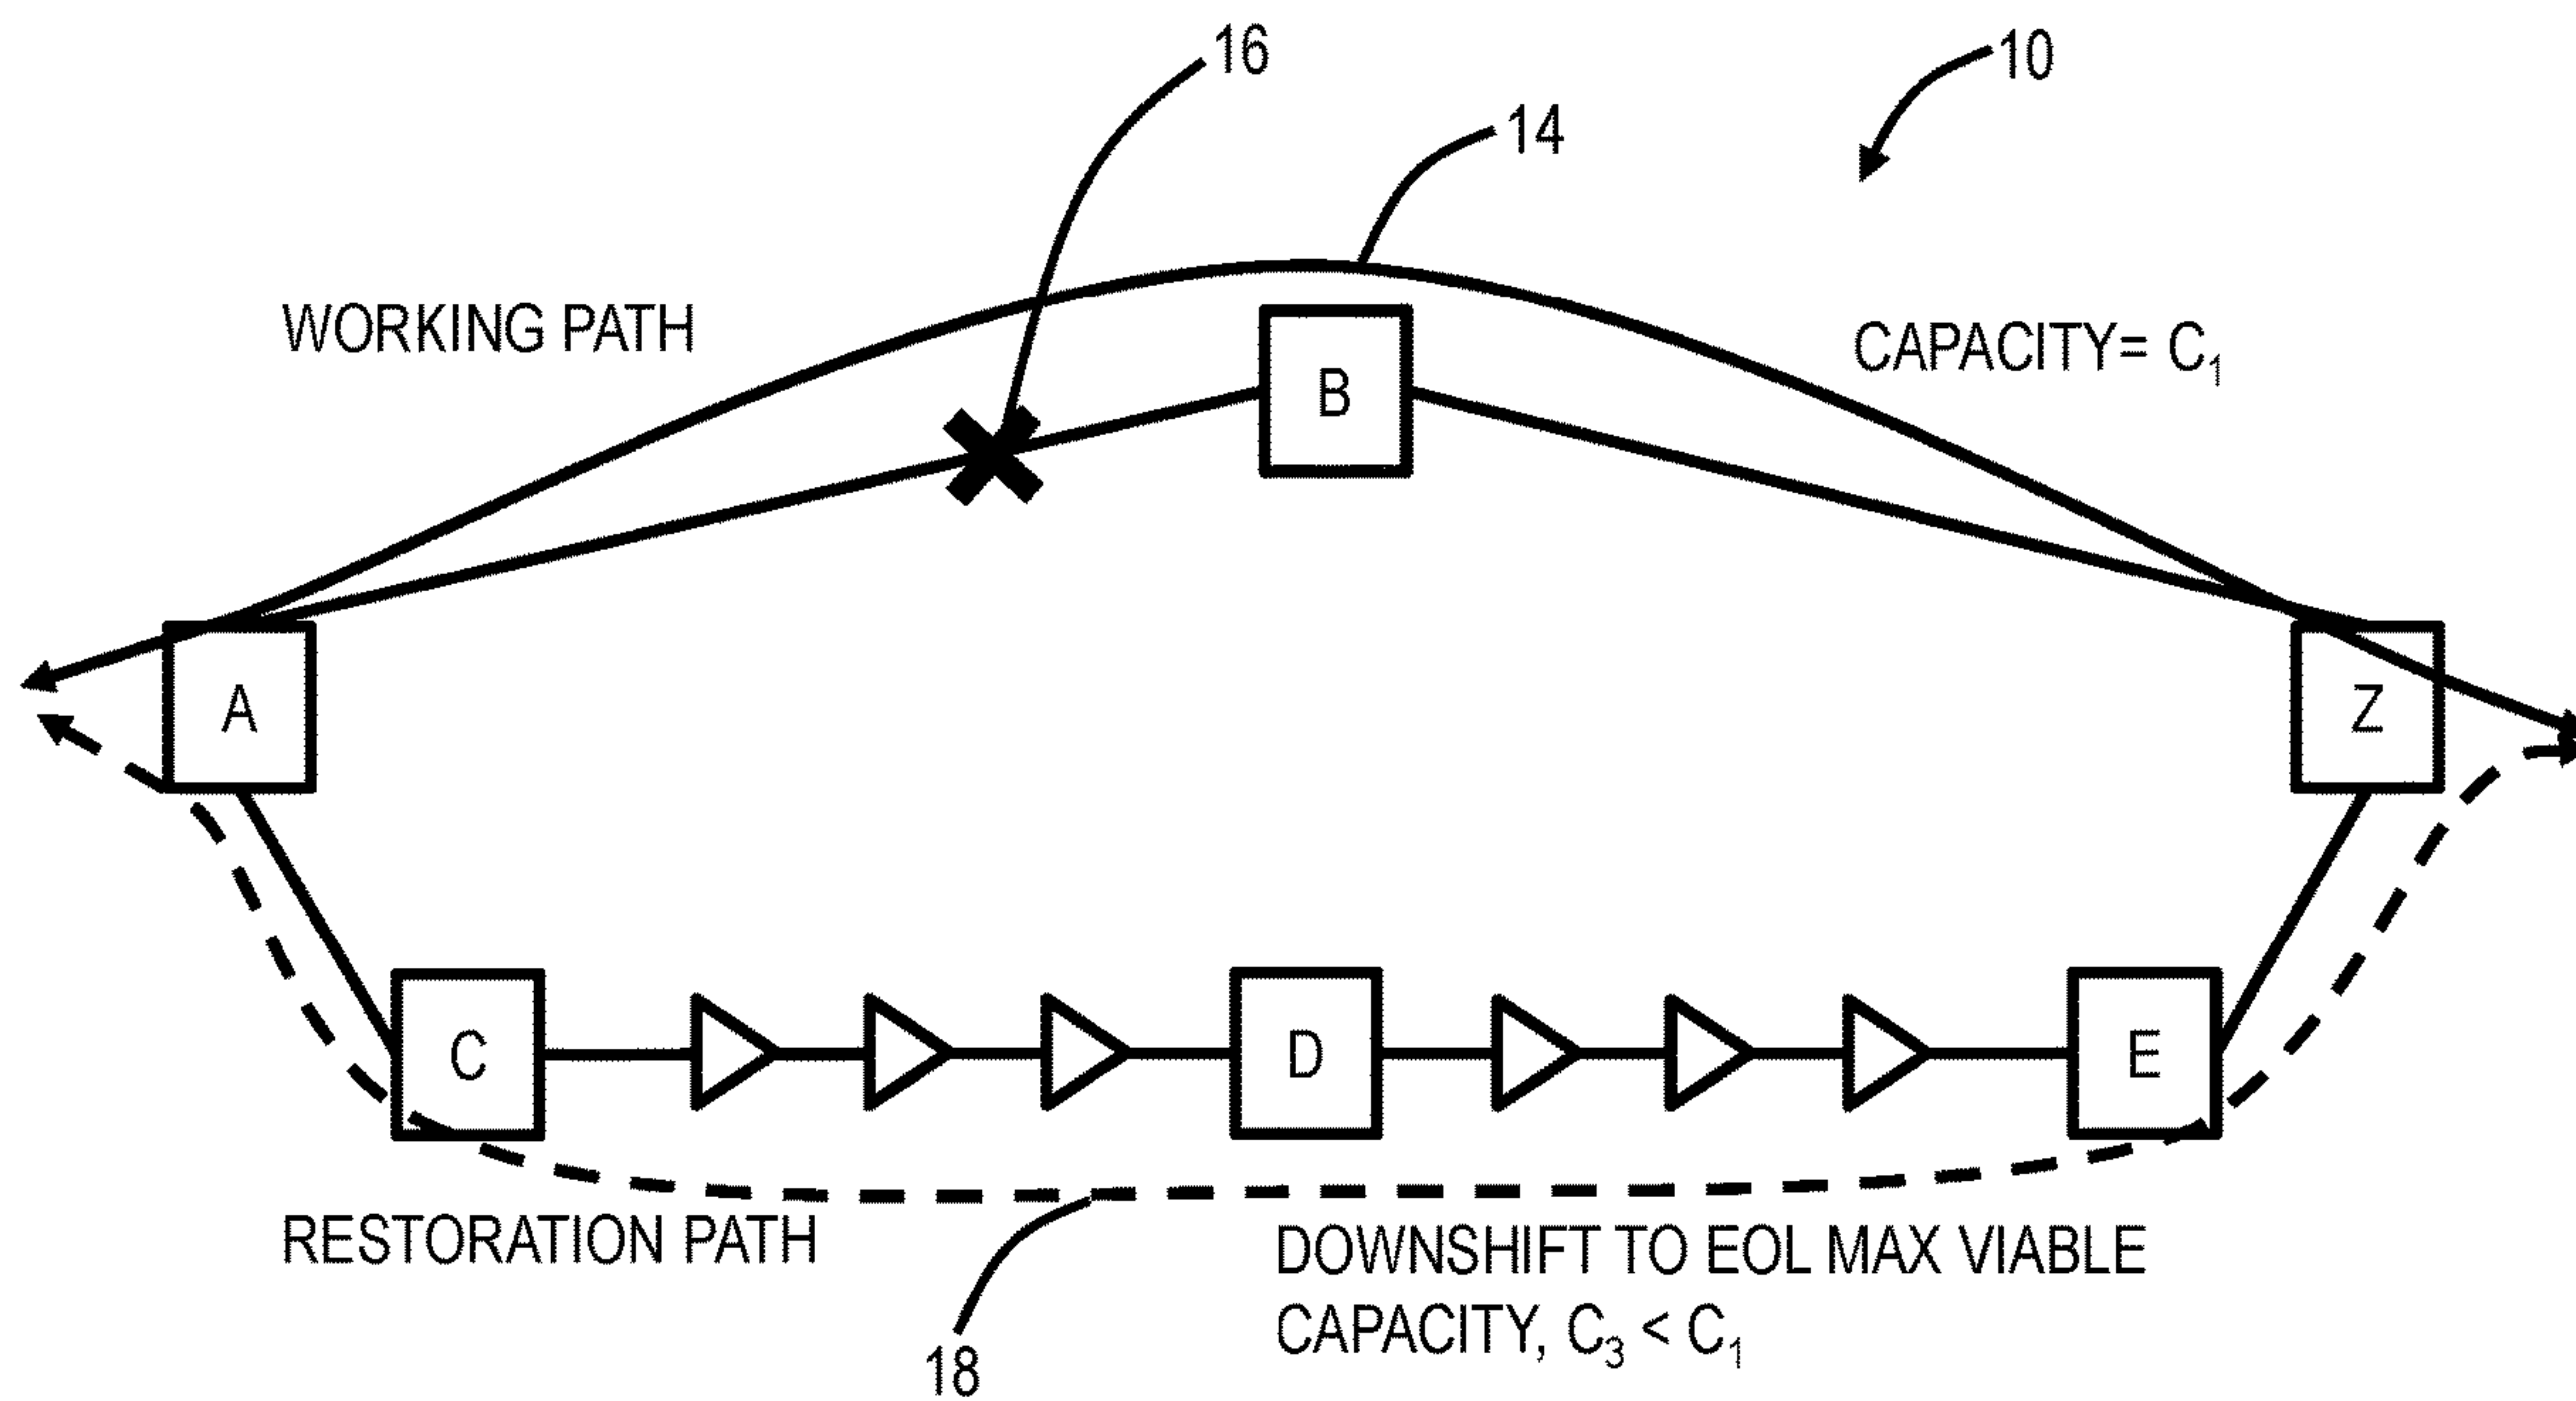 16
10
14
WORKING PATH
CAPACITY= C₁
B
A
Z
C
D
E
RESTORATION PATH
DOWNSHIFT TO EOL MAX VIABLE
CAPACITY, C₃ < C₁
18